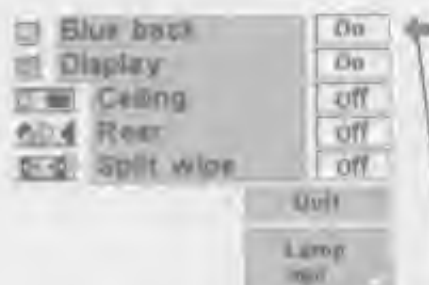 Blue back On
Display On
Ceiling Off
Rear Off
Split wipe Off
Quit
Lamp